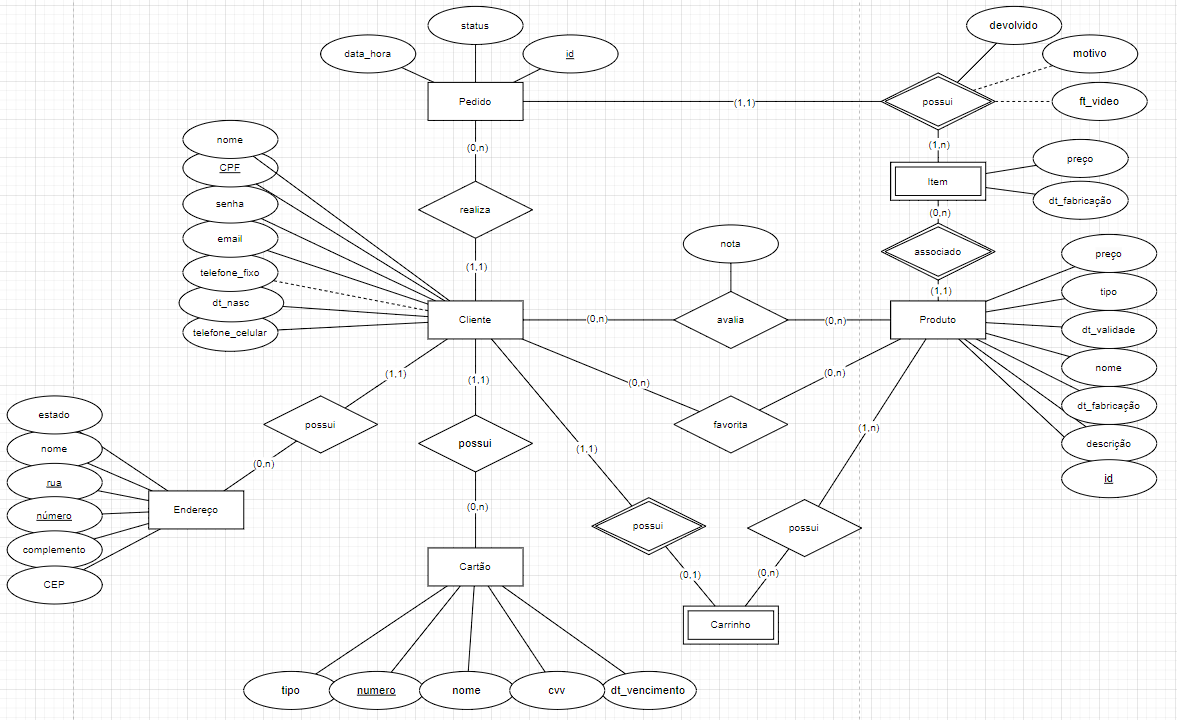 status
devolvido
data_hora
id
motivo
Pedido
(1,1)
possui
ft_video
nome
(0,n)
(1,n)
preço
CPF
Item
senha
realiza
(0,n)
dt_fabricação
email
nota
associado
preço
telefone_fixo
(1,1)
(1,1)
tipo
dt_nasc
telefone_celular
Cliente
(0,n)
avalia
(0,n)
Produto
dt_validade
(1,1)
(1,1)
(0,n)
(0,n)
nome
dt_fabricação
estado
possui
possui
favorita
(1,n)
descrição
nome
(0,n)
(1,1)
rua
id
Endereço
número
(0,n)
possui
possui
complemento
Cartão
(0,1)
(0,n)
CEP
Carrinho
tipo
numero
nome
cvv
dt_vencimento